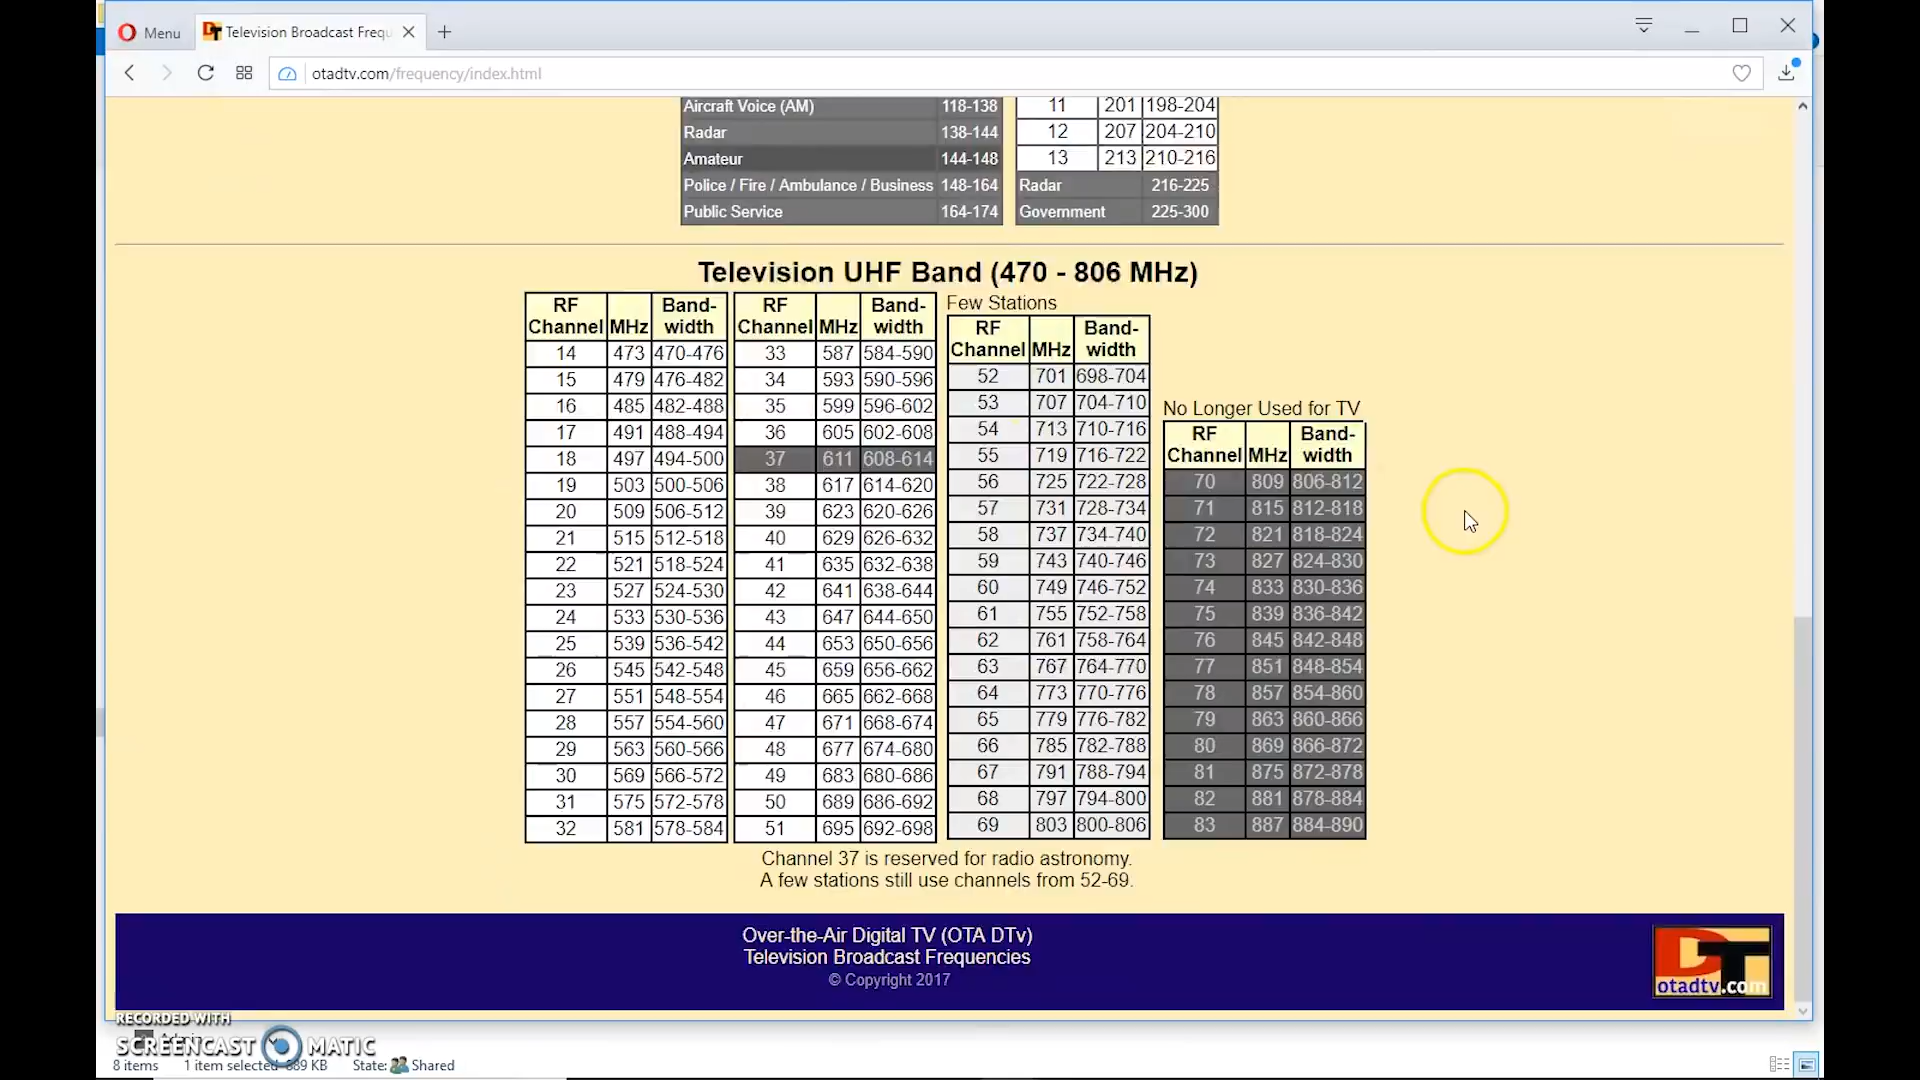 Menu
Television Broadcast Frequ
otadtv.com/frequency/index.html
Aircraft Voice (AM) 118-138
Radar 138-144
Amateur 144-148
Police / Fire / Ambulance / Business 148-164
Public Service 164-174
11 201 198-204
12 207 204-210
13 213 210-216
Radar 216-225
Government 225-300
Television UHF Band (470 - 806 MHz)
RF Channel MHz Band-width
14 473 470-476
15 479 476-482
16 485 482-488
17 491 488-494
18 497 494-500
19 503 500-506
20 509 506-512
21 515 512-518
22 521 518-524
23 527 524-530
24 533 530-536
25 539 536-542
26 545 542-548
27 551 548-554
28 557 554-560
29 563 560-566
30 569 566-572
31 575 572-578
32 581 578-584
RF Channel MHz Band-width
33 587 584-590
34 593 590-596
35 599 596-602
36 605 602-608
37 611 608-614
38 617 614-620
39 623 620-626
40 629 626-632
41 635 632-638
42 641 638-644
43 647 644-650
44 653 650-656
45 659 656-662
46 665 662-668
47 671 668-674
48 677 674-680
49 683 680-686
50 689 686-692
51 695 692-698
Few Stations
RF Channel MHz Band-width
52 701 698-704
53 707 704-710
54 713 710-716
55 719 716-722
56 725 722-728
57 731 728-734
58 737 734-740
59 743 740-746
60 749 746-752
61 755 752-758
62 761 758-764
63 767 764-770
64 773 770-776
65 779 776-782
66 785 782-788
67 791 788-794
68 797 794-800
69 803 800-806
No Longer Used for TV
RF Channel MHz Band-width
70 809 806-812
71 815 812-818
72 821 818-824
73 827 824-830
74 833 830-836
75 839 836-842
76 845 842-848
77 851 848-854
78 857 854-860
79 863 860-866
80 869 866-872
81 875 872-878
82 881 878-884
83 887 884-890
Channel 37 is reserved for radio astronomy.
A few stations still use channels from 52-69.
Over-the-Air Digital TV (OTA DTv)
Television Broadcast Frequencies
© Copyright 2017
DT
otadtv.com
RECORDED WITH
SCREENCAST MATIC
8 items 1 item selected 889 KB State: Shared